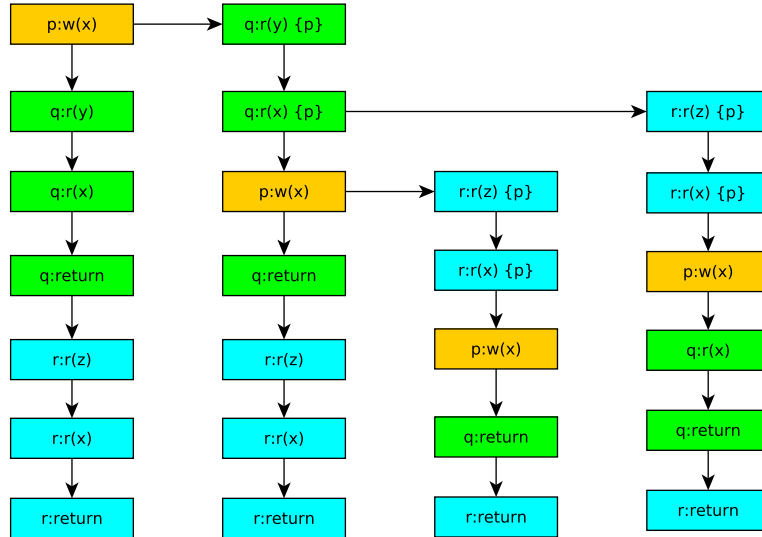 p:w(x)
q:r(y) {p}
q:r(y)
q:r(x) {p}
r:r(z) {p}
q:r(x)
p:w(x)
r:r(z) {p}
r:r(x) {p}
q:return
q:return
r:r(x) {p}
p:w(x)
r:r(z)
r:r(z)
p:w(x)
q:r(x)
r:r(x)
r:r(x)
q:return
q:return
r:return
r:return
r:return
r:return